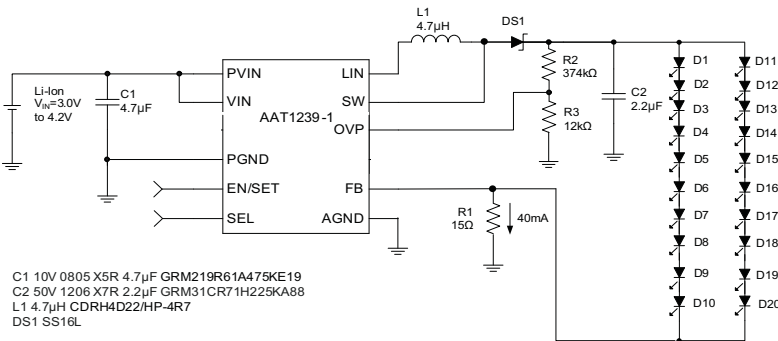 L1
4.7µH
DS1
Li-Ion
VIN=3.0V
to 4.2V
C1
4.7µF
PVIN
VIN
PGND
EN/SET
SEL
AAT1239-1
LIN
SW
OVP
FB
AGND
R2
374kΩ
R3
12kΩ
C2
2.2µF
R1
15Ω
40mA
D1
D2
D3
D4
D5
D6
D7
D8
D9
D10
D11
D12
D13
D14
D15
D16
D17
D18
D19
D20
C1 10V 0805 X5R 4.7µF GRM219R61A475KE19
C2 50V 1206 X7R 2.2µF GRM31CR71H225KA88
L1 4.7µH CDRH4D22/HP-4R7
DS1 SS16L